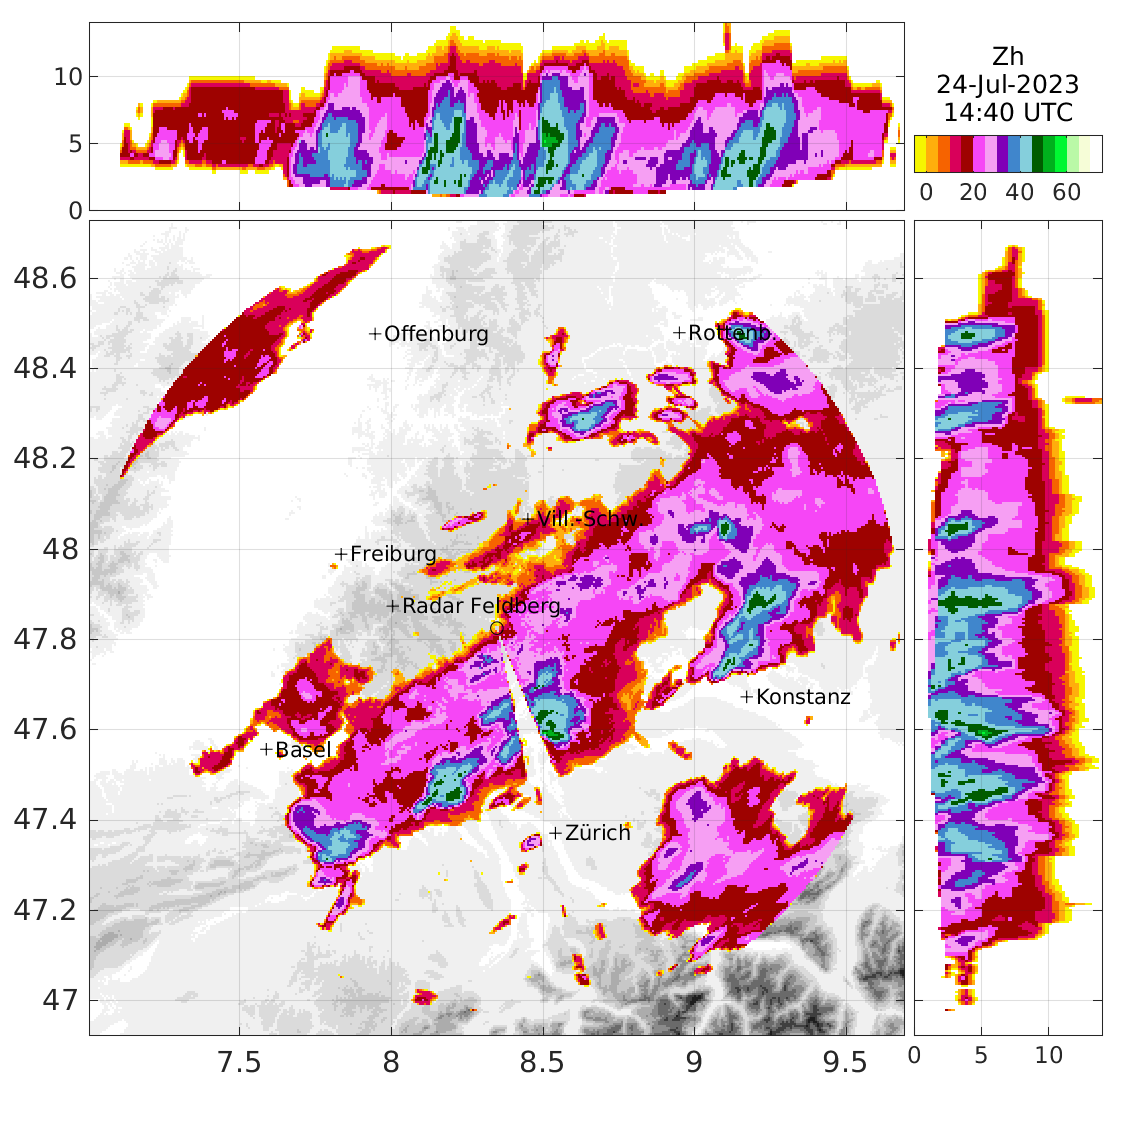 10
5
0
Zh
24-Jul-2023
14:40 UTC
0 20 40 60
48.6
48.4
48.2
48
47.8
47.6
47.4
47.2
47
+Offenburg
+Rottenb
+Vill.-Schw
+Freiburg
+Radar Feldberg
+Konstanz
+Basel
+Zürich
7.5 8 8.5 9 9.5
0 5 10